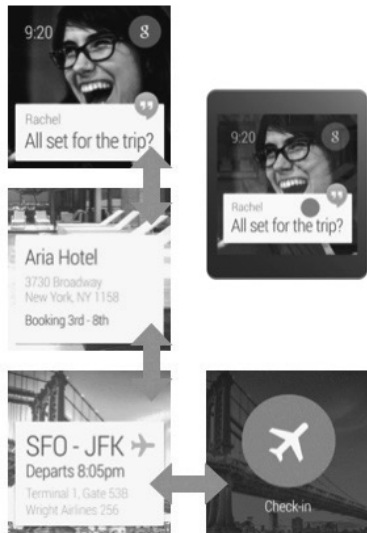 9:20
8
Rachel
All set for the trip?
Aria Hotel
3730 Broadway
New York, NY 1158
Booking 3rd - 8th
SFO - JFK
Departs 8:05pm
Terminal 1, Gate 53B
Wright Airlines 256
9:20
8
Rachel
All set for the trip?
Check-in